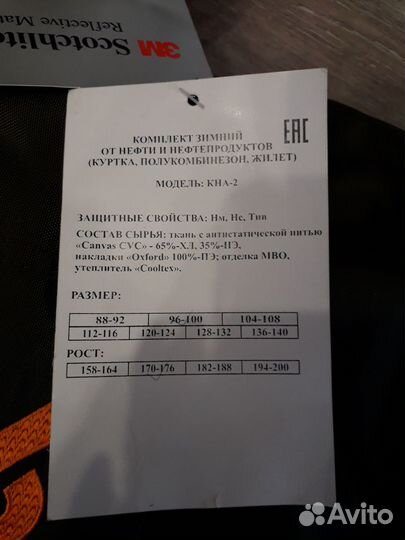 3M Scotchlite
Reflective Mat
EAC
КОМПЛЕКТ ЗИМНИЙ
ОТ НЕФТИ И НЕФТЕПРОДУКТОВ
(КУРТКА, ПОЛУКОМБИНЕЗОН, ЖИЛЕТ)
МОДЕЛЬ: КНА-2
ЗАЩИТНЫЕ СВОЙСТВА: Нм, Нс, Тнв
СОСТАВ СЫРЬЯ: ткань с антистатической нитью
«Canvas CVC» - 65%-ХЛ, 35%-ПЭ,
накладки «Oxford» 100%-ПЭ; отделка МВО,
утеплитель «Cooltex».
РАЗМЕР:
88-92 96-100 104-108
112-116 120-124 128-132 136-140
РОСТ:
158-164 170-176 182-188 194-200
Avito